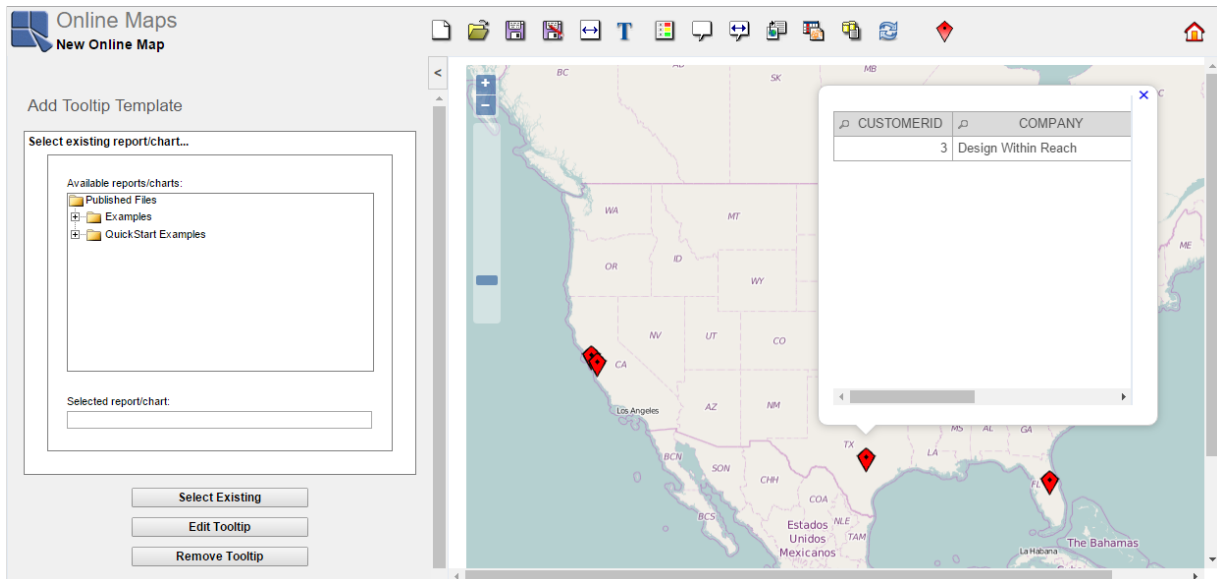 Online Maps
New Online Map
T
<
Add Tooltip Template
Select existing report/chart...
Available reports/charts:
Published Files
Examples
QuickStart Examples
Selected report/chart:
Select Existing
Edit Tooltip
Remove Tooltip
BC
SK
MB
CUSTOMERID COMPANY
3 Design Within Reach
WA
MT
ME
OR
ID
WY
NV
UT
CO
CA
Los Angeles
AZ
NM
MS AL GA
TX
LA
BCN
SON
CHH
FL
COA
BCS
Estados
NLE
Unidos
TAM
Mexicanos
The Bahamas
La Habana